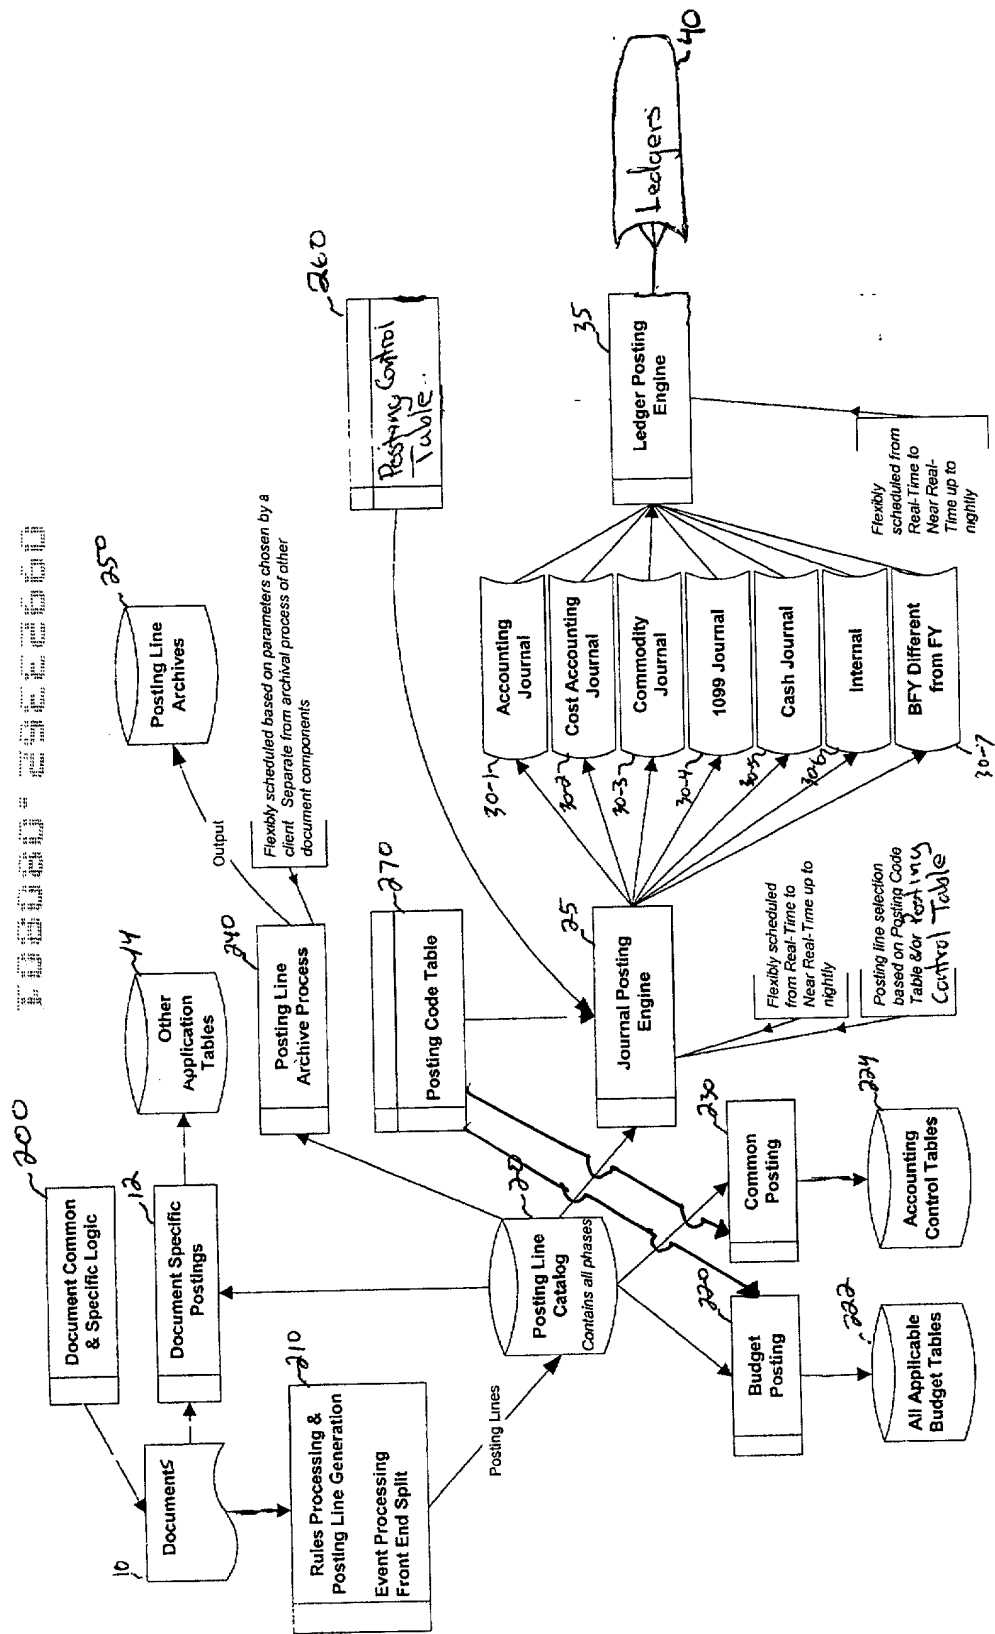 200
Document Common
& Specific Logic
10
Documents
12
Document Specific
Postings
14
Other
Application
Tables
250
Posting Line
Archives
Output
240
Posting Line
Archive Process
Flexibly scheduled based on parameters chosen by a
client Separate from archival process of other
document components
210
Rules Processing &
Posting Line Generation
Event Processing
Front End Split
Posting Lines
20
Posting Line
Catalog
Contains all phases
270
Posting Code Table
260
Posting Control
Table
220
Budget
Posting
222
All Applicable
Budget Tables
230
Common
Posting
224
Accounting
Control Tables
25
Journal Posting
Engine
Flexibly scheduled
from Real-Time to
Near Real-Time up to
nightly
Posting line selection
based on Posting Code
Table &/or Posting
Control Table
30-1
Accounting
Journal
30-2
Cost Accounting
Journal
30-3
Commodity
Journal
30-4
1099 Journal
30-5
Cash Journal
30-6
Internal
30-7
BFY Different
from FY
35
Ledger Posting
Engine
Flexibly
scheduled from
Real-Time to
Near Real-
Time up to
nightly
40
Ledgers